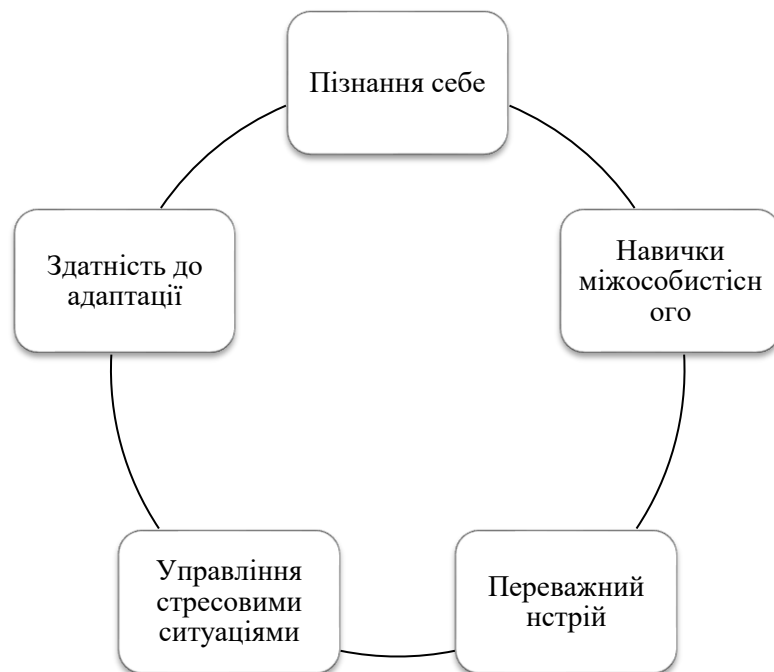 Пізнання себе
Здатність до
адаптації
Навички
міжособистісн
ого
Управління
стресовими
ситуаціями
Переважний
нстрій